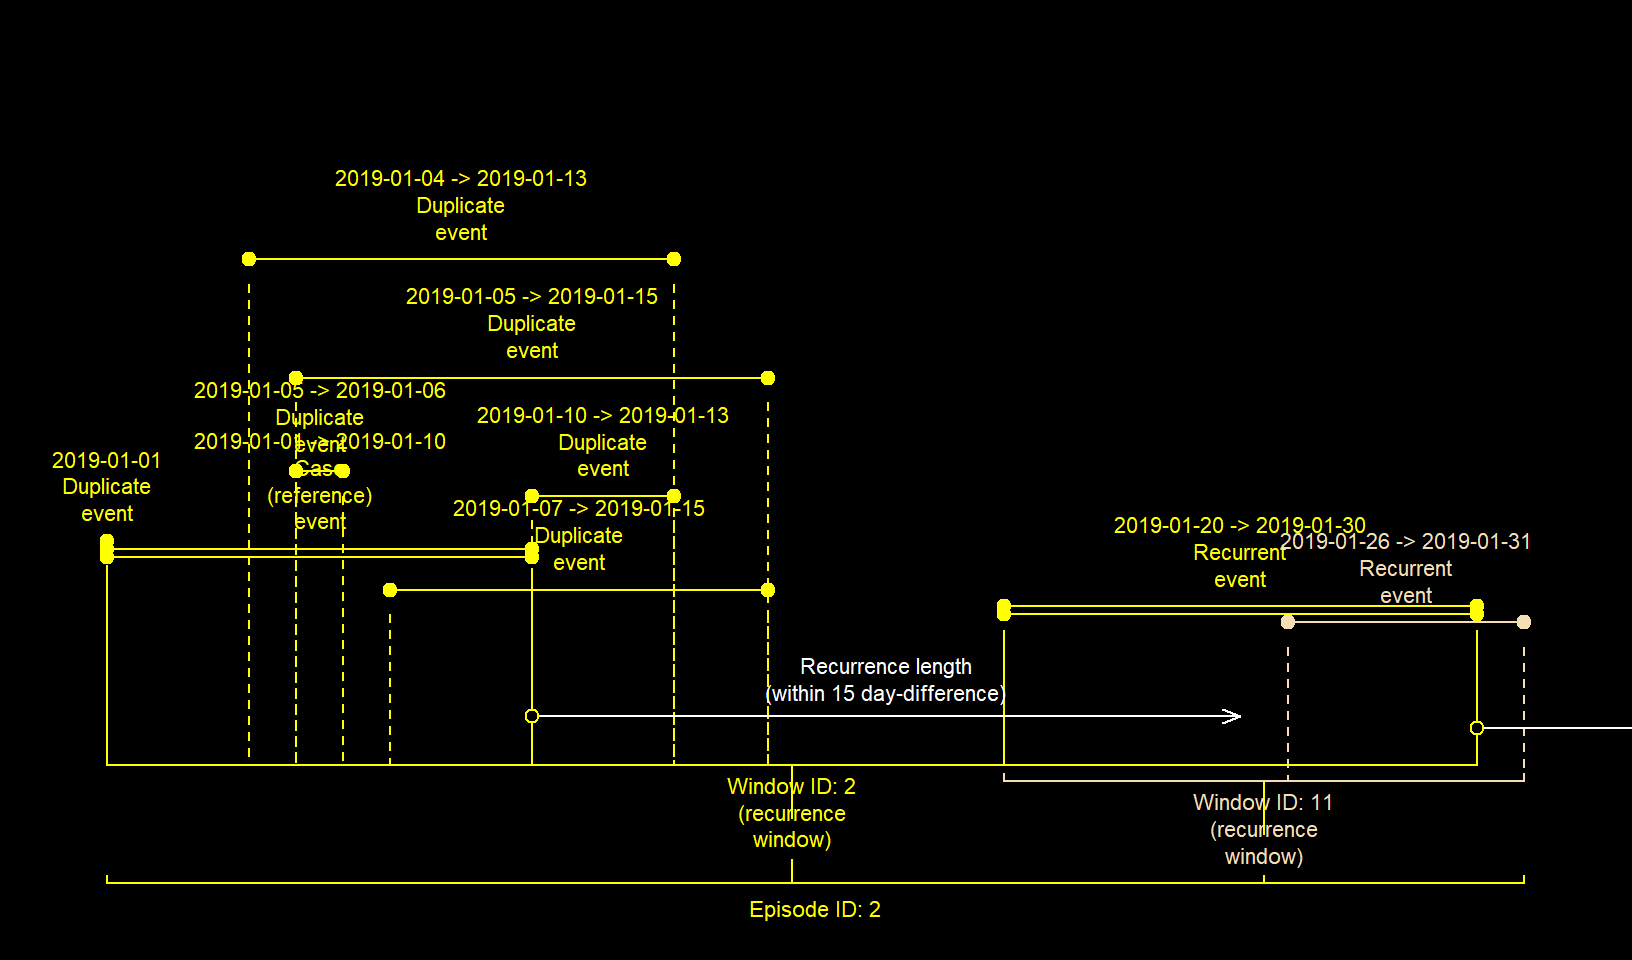 2019-01-04 -> 2019-01-13
Duplicate
event
2019-01-05 -> 2019-01-15
Duplicate
event
2019-01-05 -> 2019-01-06
Duplicate
event
2019-01-01 -> 2019-01-10
Case
(reference)
event
2019-01-10 -> 2019-01-13
Duplicate
event
2019-01-01
Duplicate
event
2019-01-07 -> 2019-01-15
Duplicate
event
2019-01-20 -> 2019-01-30
Recurrent
event
2019-01-26 -> 2019-01-31
Recurrent
event
Recurrence length
(within 15 day-difference)
Window ID: 2
(recurrence
window)
Window ID: 11
(recurrence
window)
Episode ID: 2